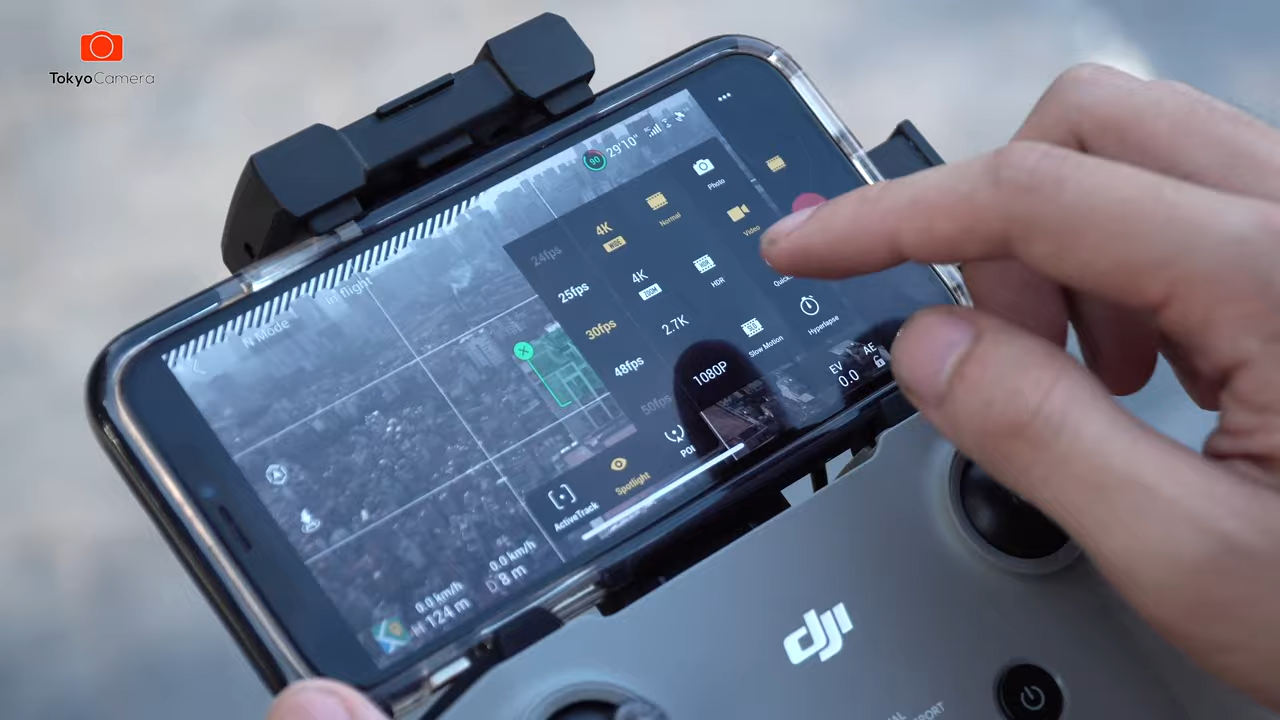 TokyoCamera
N Mode
In flight
90
29'10"
24fps
25fps
30fps
48fps
50fps
4K
WIDE
4K
ZOOM
2.7K
1080P
Normal
HDR
Slow Motion
Photo
Video
Quick
Hyperlapse
EV
0.0
AE
ActiveTrack
Spotlight
POI
0.0 km/h
0.0 km/h
H 124 m
D 8 m
dji